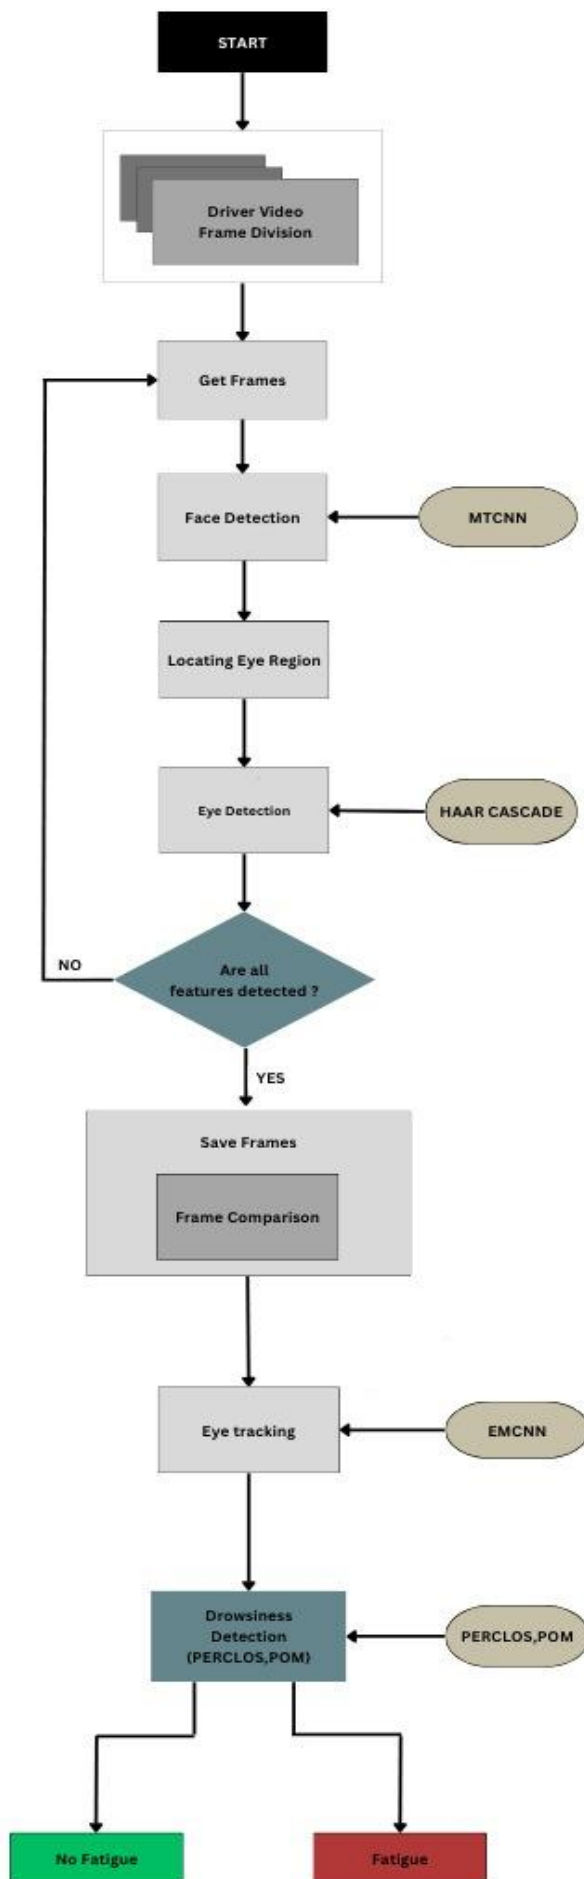 START
Driver Video
Frame Division
Get Frames
Face Detection
MTCNN
Locating Eye Region
Eye Detection
HAAR CASCADE
Are all
features detected ?
NO
YES
Save Frames
Frame Comparison
Eye tracking
EMCNN
Drowsiness
Detection
(PERCLOS,POM)
PERCLOS,POM
No Fatigue
Fatigue